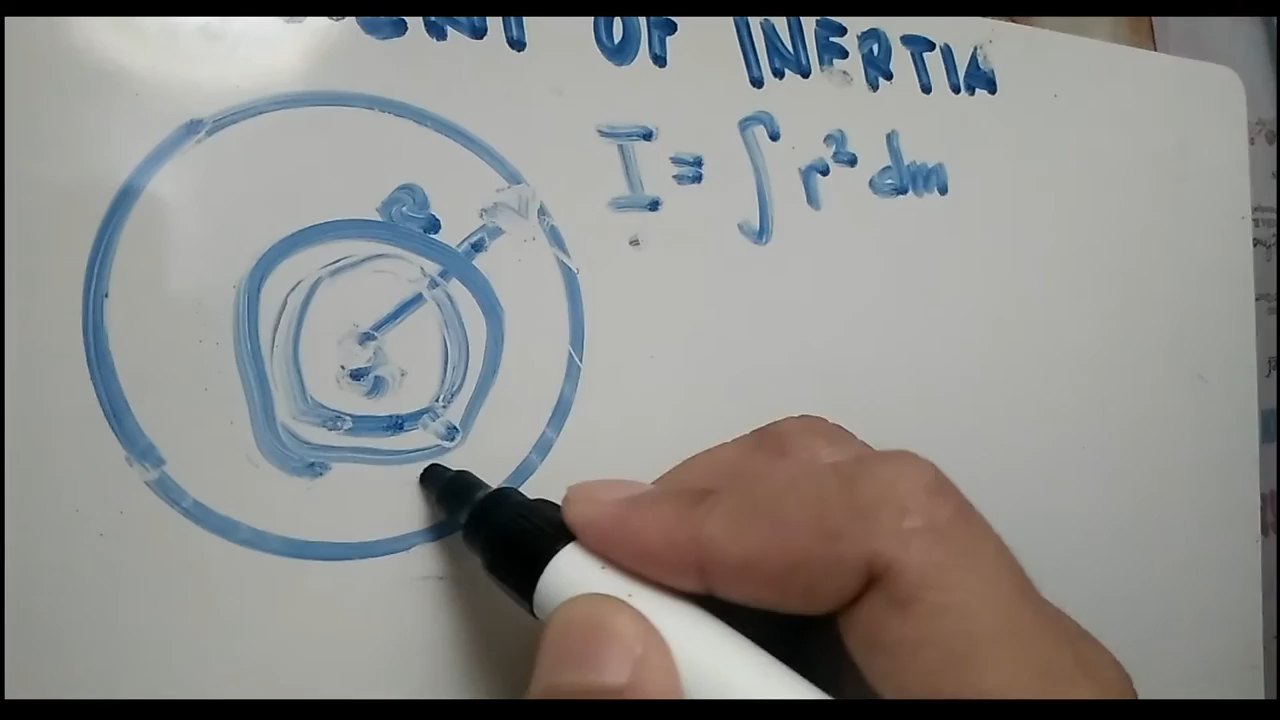 OF INERTIA
I = ∫ r² dm